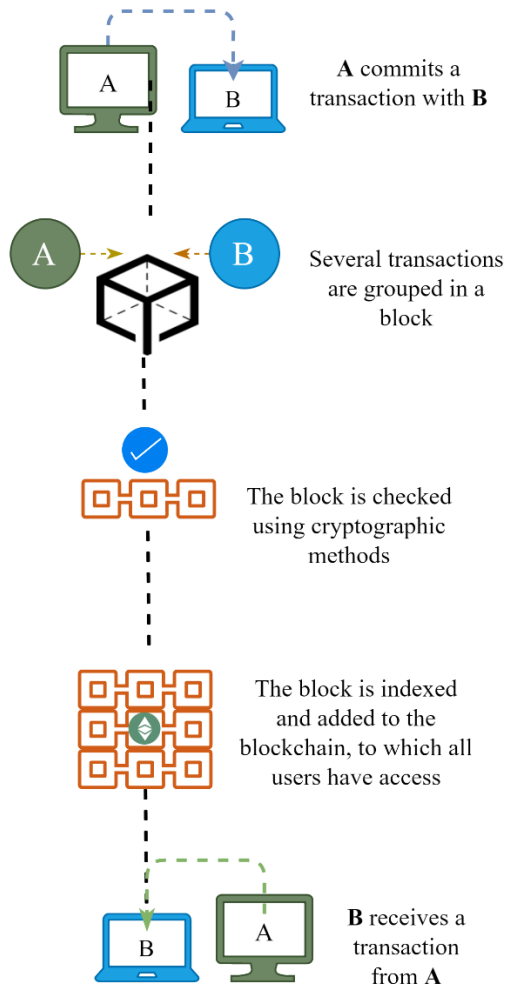 A
B
A commits a
transaction with B
A
B
Several transactions
are grouped in a
block
The block is checked
using cryptographic
methods
The block is indexed
and added to the
blockchain, to which all
users have access
B
A
B receives a
transaction
from A